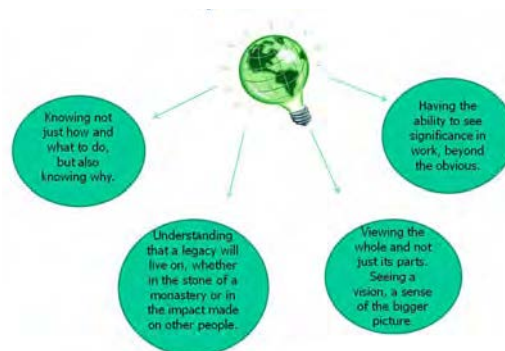 Knowing not
just how and
what to do,
but also
knowing why.
Having the
ability to see
significance in
work, beyond
the obvious.
Understanding
that a legacy will
live on, whether
in the stone of a
monastery or in
the impact made
on other people.
Viewing the
whole and not
just its parts.
Seeing a
vision, a sense
of the bigger
picture